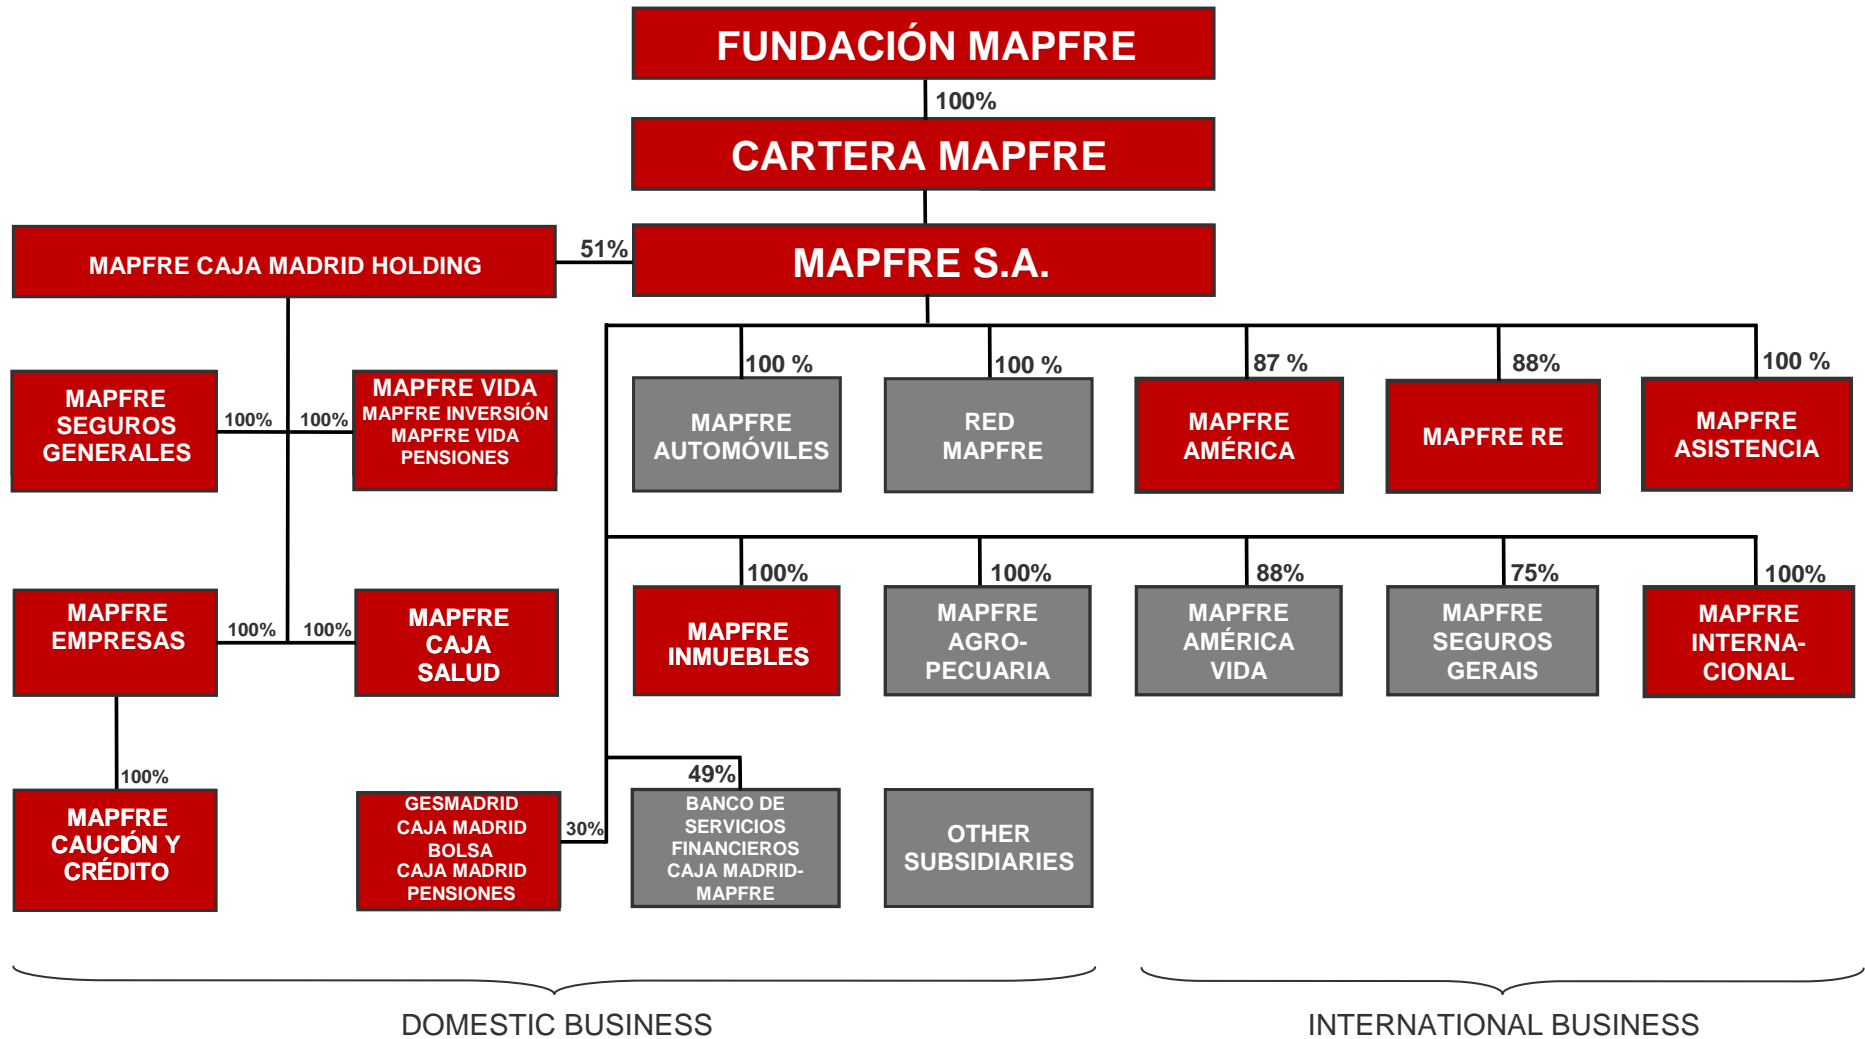 FUNDACIÓN MAPFRE
100%
CARTERA MAPFRE
MAPFRE CAJA MADRID HOLDING
51%
MAPFRE S.A.
MAPFRE
SEGUROS
GENERALES
100%
100%
MAPFRE VIDA
MAPFRE INVERSIÓN
MAPFRE VIDA
PENSIONES
100 %
MAPFRE
AUTOMÓVILES
100 %
RED
MAPFRE
87 %
MAPFRE
AMÉRICA
88%
MAPFRE RE
100 %
MAPFRE
ASISTENCIA
MAPFRE
EMPRESAS
100%
100%
MAPFRE
CAJA
SALUD
100%
MAPFRE
INMUEBLES
100%
MAPFRE
AGRO-
PECUARIA
88%
MAPFRE
AMÉRICA
VIDA
75%
MAPFRE
SEGUROS
GERAIS
100%
MAPFRE
INTERNA-
CIONAL
100%
MAPFRE
CAUCIÓN Y
CRÉDITO
GESMADRID
CAJA MADRID
BOLSA
CAJA MADRID
PENSIONES
30%
49%
BANCO DE
SERVICIOS
FINANCIEROS
CAJA MADRID-
MAPFRE
OTHER
SUBSIDIARIES
DOMESTIC BUSINESS
INTERNATIONAL BUSINESS